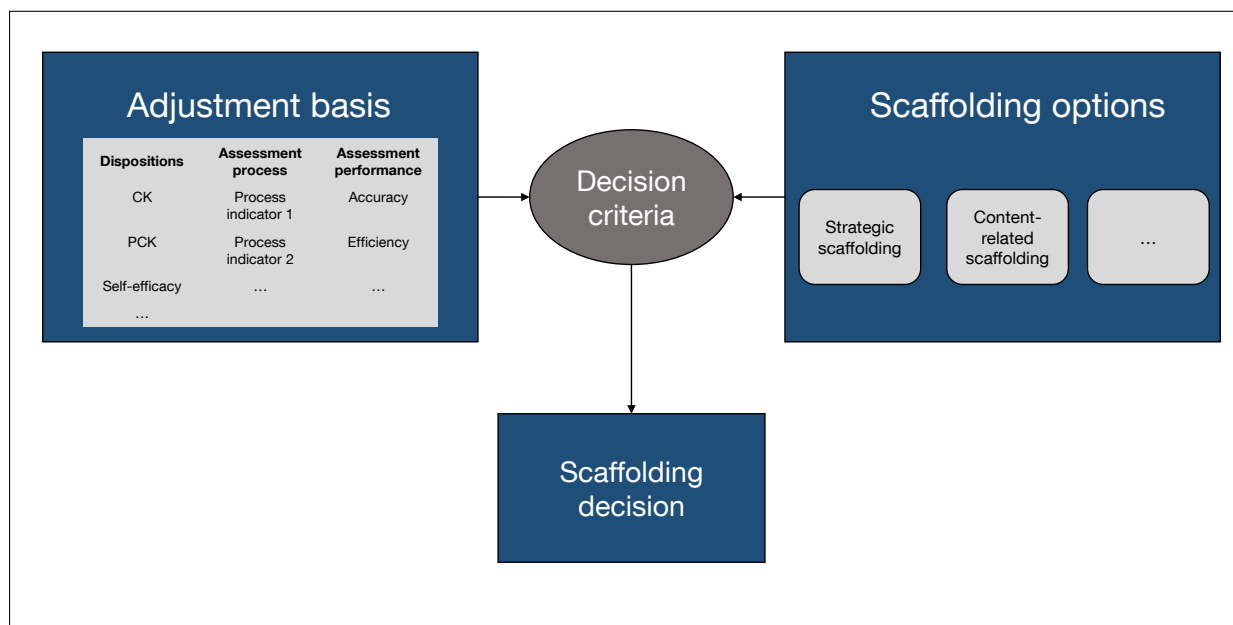 Adjustment basis
Dispositions
Assessment
process
Assessment
performance
CK
Process
indicator 1
Accuracy
PCK
Process
indicator 2
Efficiency
Self-efficacy
…
…
…
Decision
criteria
Scaffolding options
Strategic
scaffolding
Content-
related
scaffolding
…
Scaffolding
decision